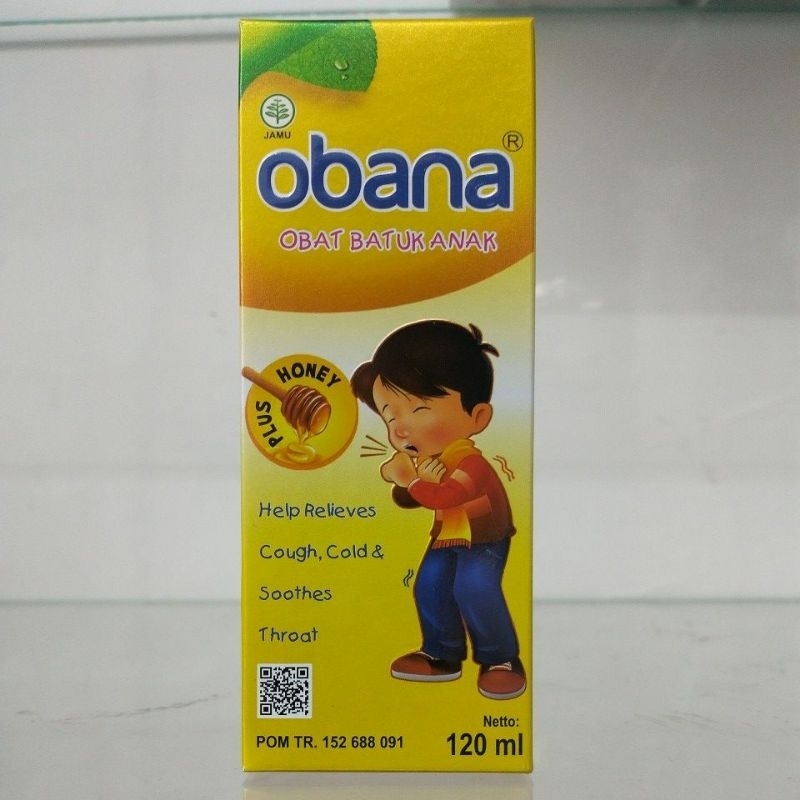 JAMU
obana®
OBAT BATUK ANAK
PLUS HONEY
Help Relieves
Cough, Cold &
Soothes
Throat
POM TR. 152 688 091
Netto:
120 ml